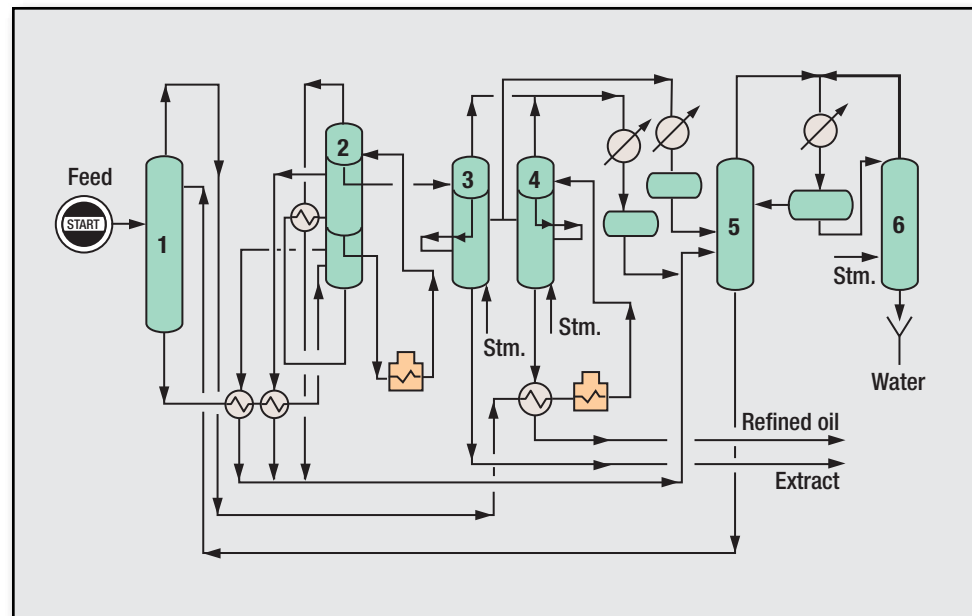 Feed
START
1
2
3
4
5
6
Stm.
Stm.
Stm.
Water
Refined oil
Extract